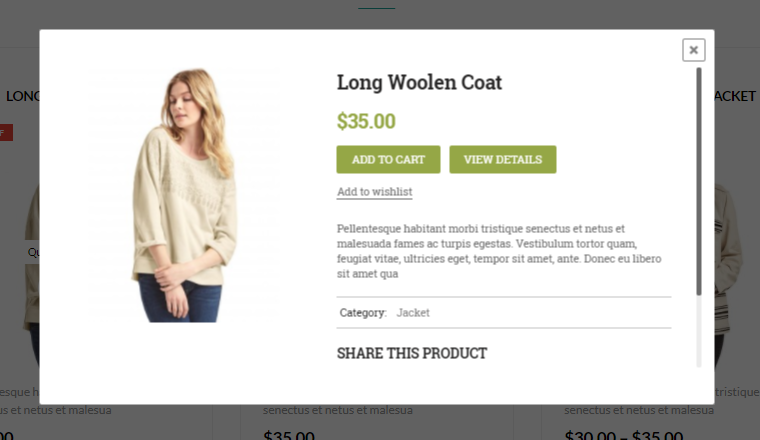 LONG
ACKET
F
Qu
×
Long Woolen Coat
$35.00
ADD TO CART
VIEW DETAILS
Add to wishlist
Pellentesque habitant morbi tristique senectus et netus et
malesuada fames ac turpis egestas. Vestibulum tortor quam,
feugiat vitae, ultricies eget, tempor sit amet, ante. Donec eu libero
sit amet qua
Category: Jacket
SHARE THIS PRODUCT
esque h
tristique
s et netus et malesua
senectus et netus et malesua
senectus et netus et malesua
00
$35.00
$30.00 – $35.00